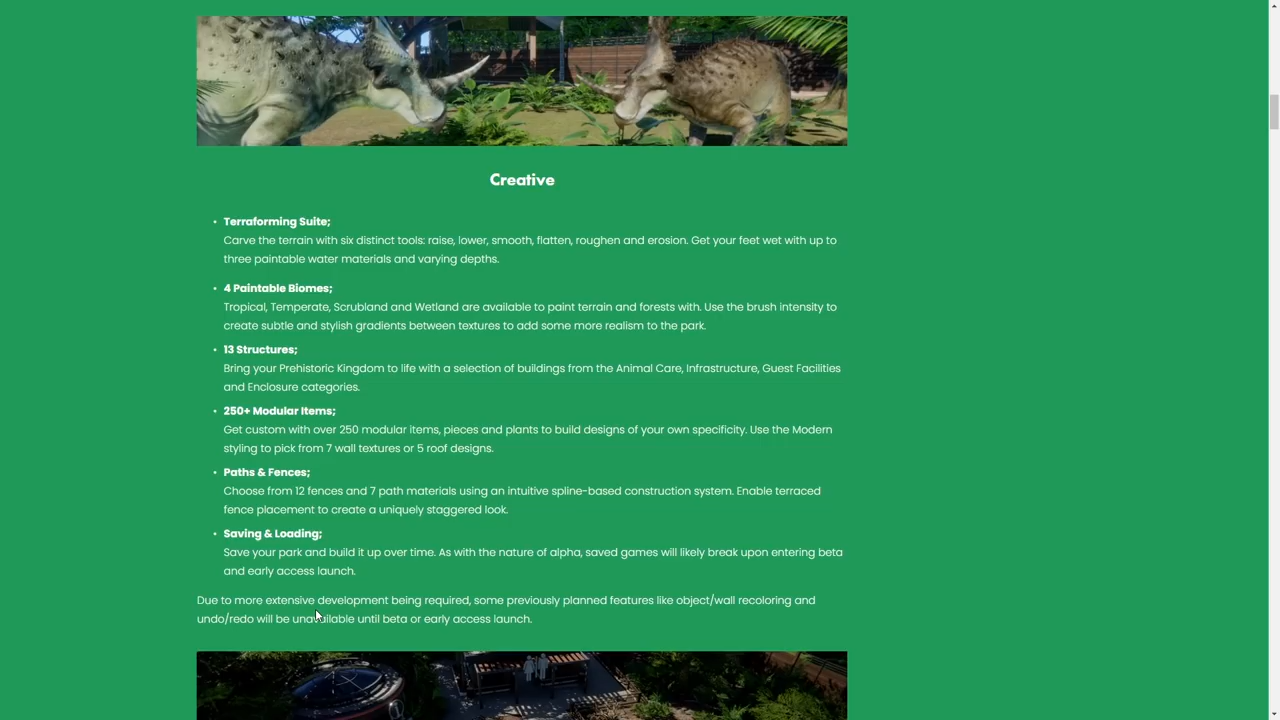 Creative
• Terraforming Suite;
Carve the terrain with six distinct tools: raise, lower, smooth, flatten, roughen and erosion. Get your feet wet with up to
three paintable water materials and varying depths.
• 4 Paintable Biomes;
Tropical, Temperate, Scrubland and Wetland are available to paint terrain and forests with. Use the brush intensity to
create subtle and stylish gradients between textures to add some more realism to the park.
• 13 Structures;
Bring your Prehistoric Kingdom to life with a selection of buildings from the Animal Care, Infrastructure, Guest Facilities
and Enclosure categories.
• 250+ Modular Items;
Get custom with over 250 modular items, pieces and plants to build designs of your own specificity. Use the Modern
styling to pick from 7 wall textures or 5 roof designs.
• Paths & Fences;
Choose from 12 fences and 7 path materials using an intuitive spline-based construction system. Enable terraced
fence placement to create a uniquely staggered look.
• Saving & Loading;
Save your park and build it up over time. As with the nature of alpha, saved games will likely break upon entering beta
and early access launch.
Due to more extensive development being required, some previously planned features like object/wall recoloring and
undo/redo will be unavailable until beta or early access launch.